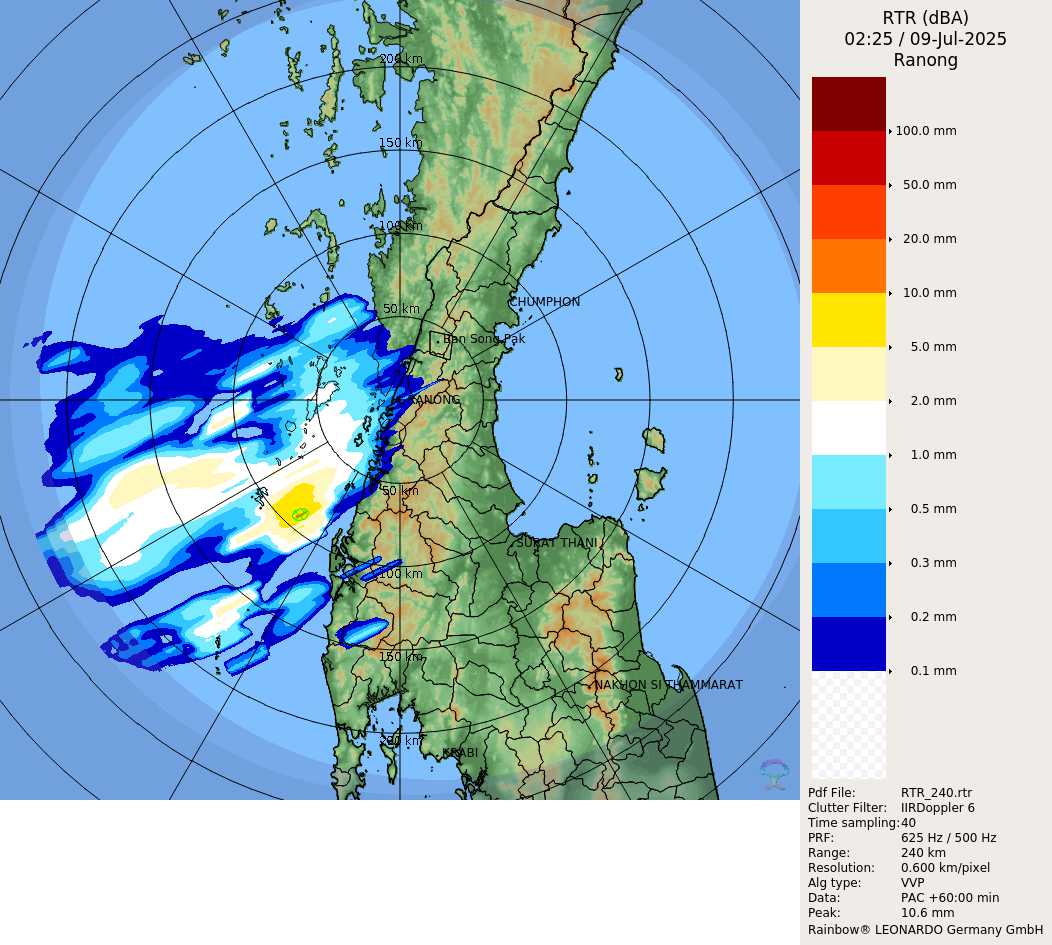 RTR (dBA)
02:25 / 09-Jul-2025
Ranong
100.0 mm
50.0 mm
20.0 mm
10.0 mm
5.0 mm
2.0 mm
1.0 mm
0.5 mm
0.3 mm
0.2 mm
0.1 mm
200 km
150 km
100 km
50 km
CHUMPHON
Ban Song Pak
RANONG
50 km
SURAT THANI
100 km
150 km
NAKHON SI THAMMARAT
200 km
KRABI
Pdf File: RTR_240.rtr
Clutter Filter: IIRDoppler 6
Time sampling: 40
PRF: 625 Hz / 500 Hz
Range: 240 km
Resolution: 0.600 km/pixel
Alg type: VVP
Data: PAC +60:00 min
Peak: 10.6 mm
Rainbow® LEONARDO Germany GmbH